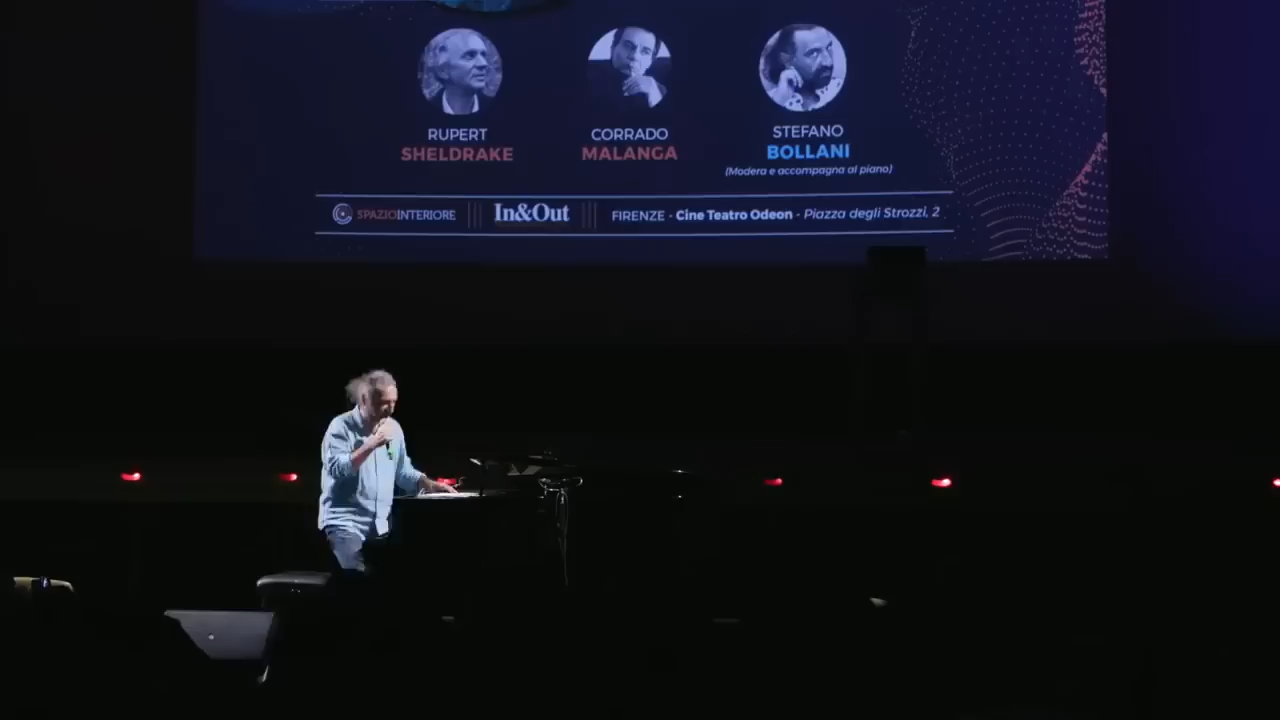 RUPERT
SHELDRAKE
CORRADO
MALANGA
STEFANO
BOLLANI
(Modera e accompagna al piano)
SPAZIOINTERIORE
In&Out
FIRENZE - Cine Teatro Odeon - Piazza degli Strozzi, 2